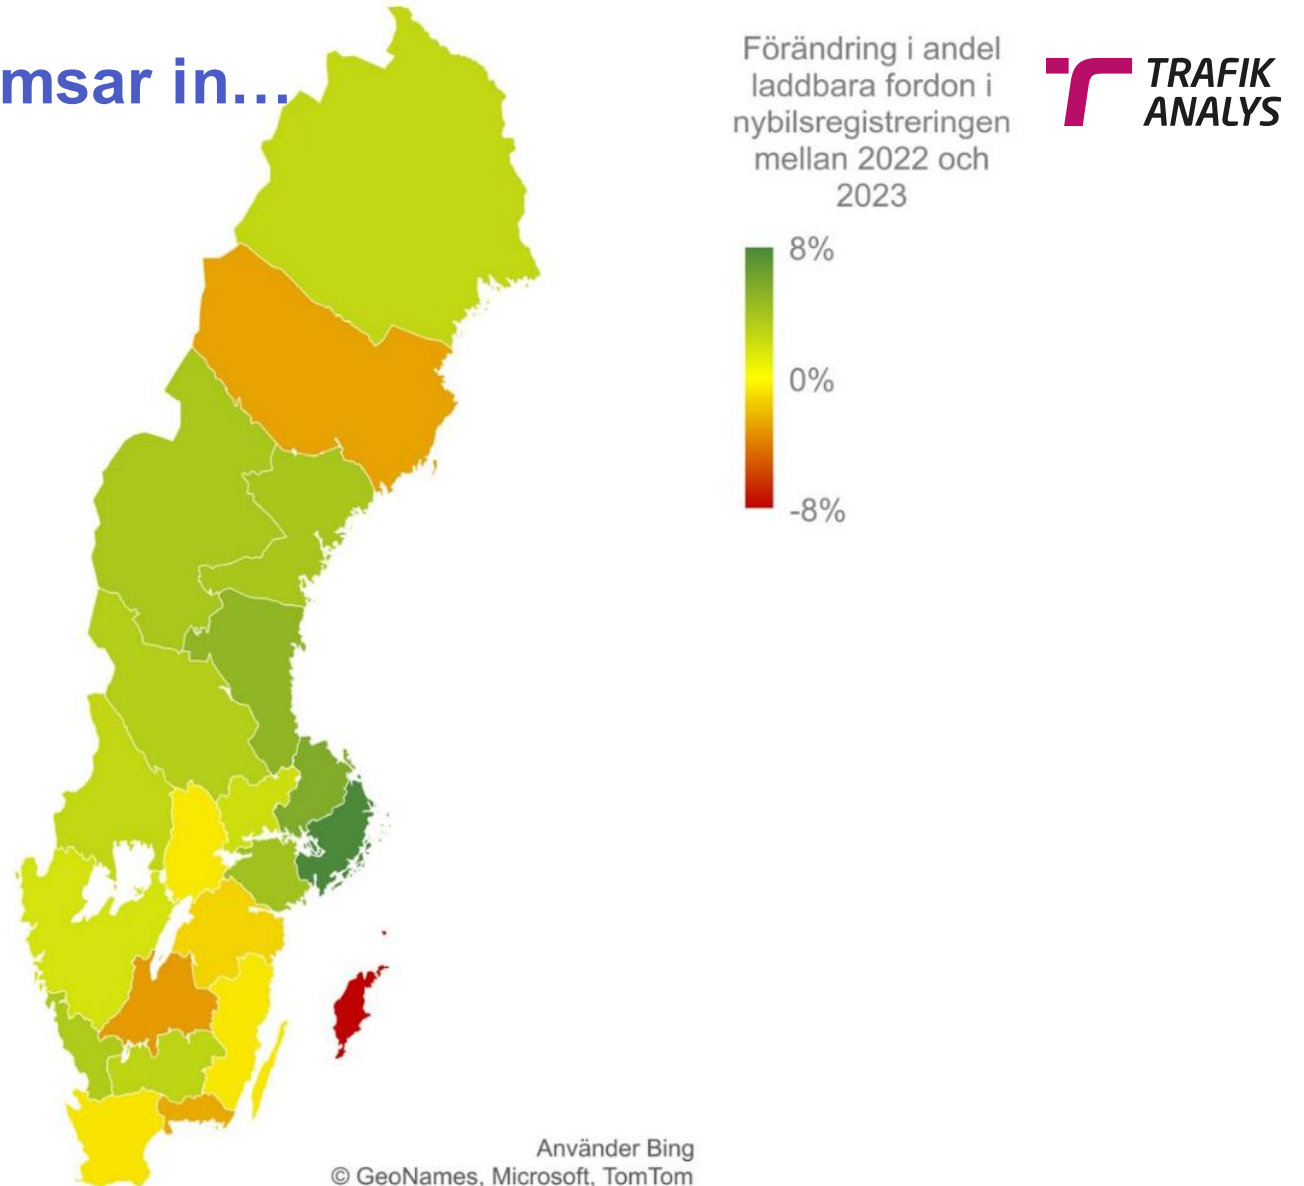 msar in...
Förändring i andel
laddbara fordon i
nybilsregistreringen
mellan 2022 och
2023
TRAFIK
ANALYS
8%
0%
-8%
Använder Bing
© GeoNames, Microsoft, TomTom